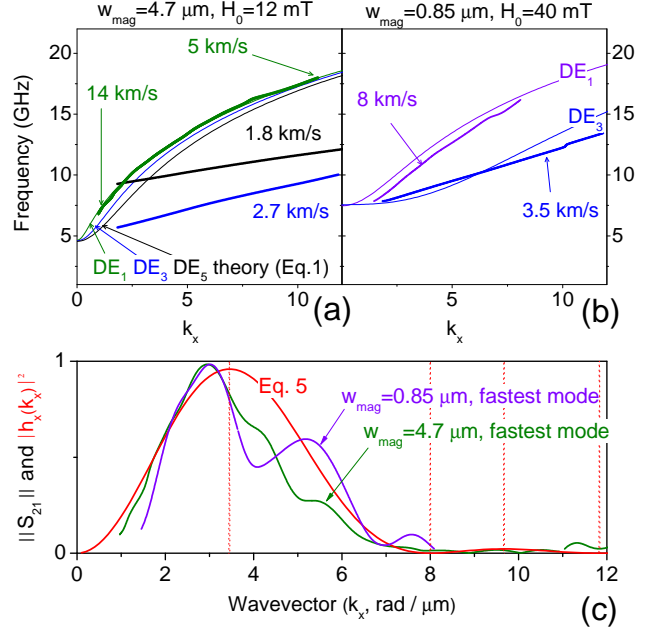 w_mag=4.7 μm, H_0=12 mT
w_mag=0.85 μm, H_0=40 mT
Frequency (GHz)
20
15
10
5
14 km/s
5 km/s
1.8 km/s
2.7 km/s
DE_1 DE_3 DE_5 theory (Eq.1)
0 5 10
k_x
(a)
DE_1
8 km/s
DE_3
3.5 km/s
20
15
10
5
5 10
k_x
(b)
||S_21|| and |h_x(k_x)|^2
1
0
Eq. 5
w_mag=0.85 μm, fastest mode
w_mag=4.7 μm, fastest mode
0 2 4 6 8 10 12
Wavevector (k_x, rad / μm)
(c)